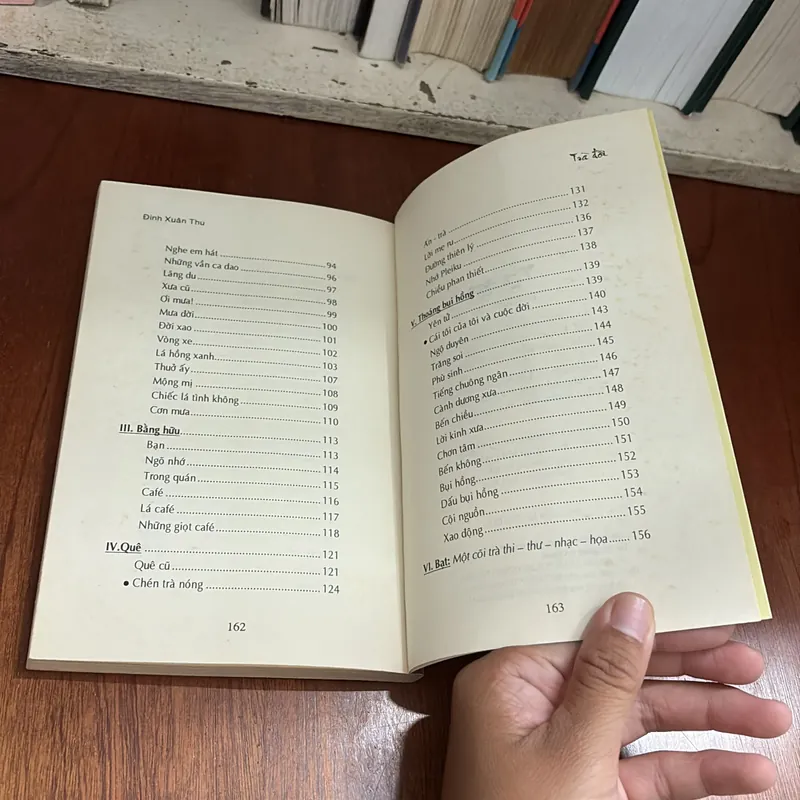 Đinh Xuân Thu
Nghe em hát ........ 94
Những vần ca dao ........ 96
Lãng du ........ 97
Xưa cũ ........ 98
Ơi mưa! ........ 99
Mưa đời ........ 100
Đời xao ........ 101
Vòng xe ........ 102
Lá hồng xanh ........ 103
Thuở ấy ........ 107
Mộng mị ........ 108
Chiếc lá tình không ........ 109
Cơn mưa ........ 110
III. Bằng hữu ........ 113
Bạn ........ 113
Ngõ nhớ ........ 114
Trong quán ........ 115
Café ........ 116
Lá café ........ 117
Những giọt café ........ 118
IV. Quê ........ 121
Quê cũ ........ 121
• Chén trà nóng ........ 124
162
Trà đời
Ấn - trà ........ 131
Lời mẹ ru ........ 132
Đường thiên lý ........ 136
Nhớ Pleiku ........ 137
Chiều phan thiết ........ 138
V. Thoáng bụi hồng ........ 139
Yên tử ........ 139
• Cái tôi của tôi và cuộc đời ........ 140
Ngộ duyên ........ 143
Trăng soi ........ 144
Phù sinh ........ 145
Tiếng chuông ngân ........ 146
Cành dương xưa ........ 147
Bến chiều ........ 148
Lời kinh xưa ........ 149
Chơn tâm ........ 150
Bến không ........ 151
Bụi hồng ........ 152
Dấu bụi hồng ........ 153
Cội nguồn ........ 154
Xao động ........ 155
VI. Bạt: Một cõi trà thi – thư – nhạc – họa ........ 156
163